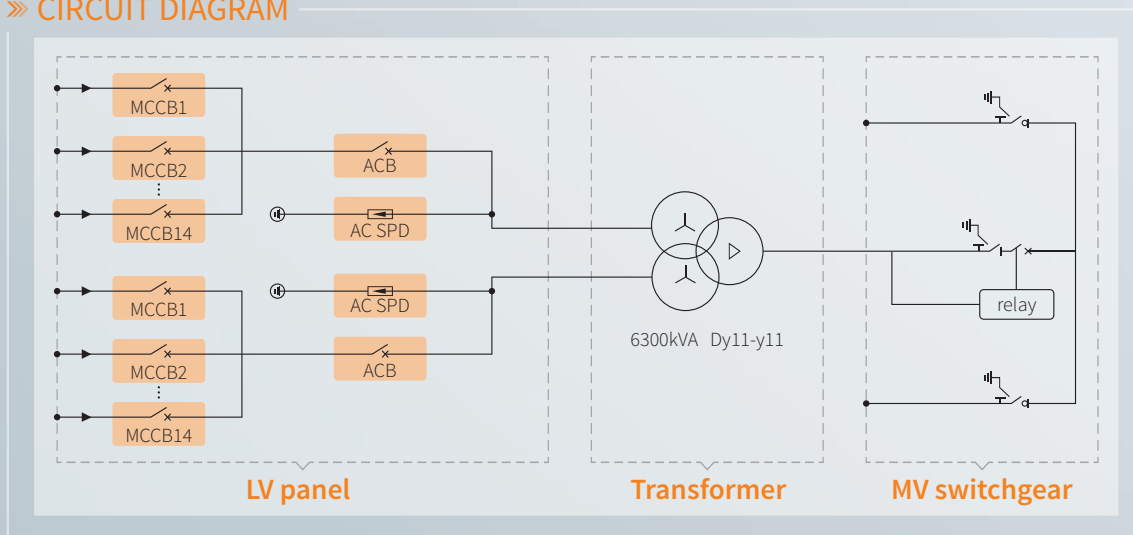 » CIRCUIT DIAGRAM
MCCB1
MCCB2
MCCB14
ACB
AC SPD
MCCB1
MCCB2
MCCB14
AC SPD
ACB
6300kVA Dy11-y11
relay
LV panel
Transformer
MV switchgear